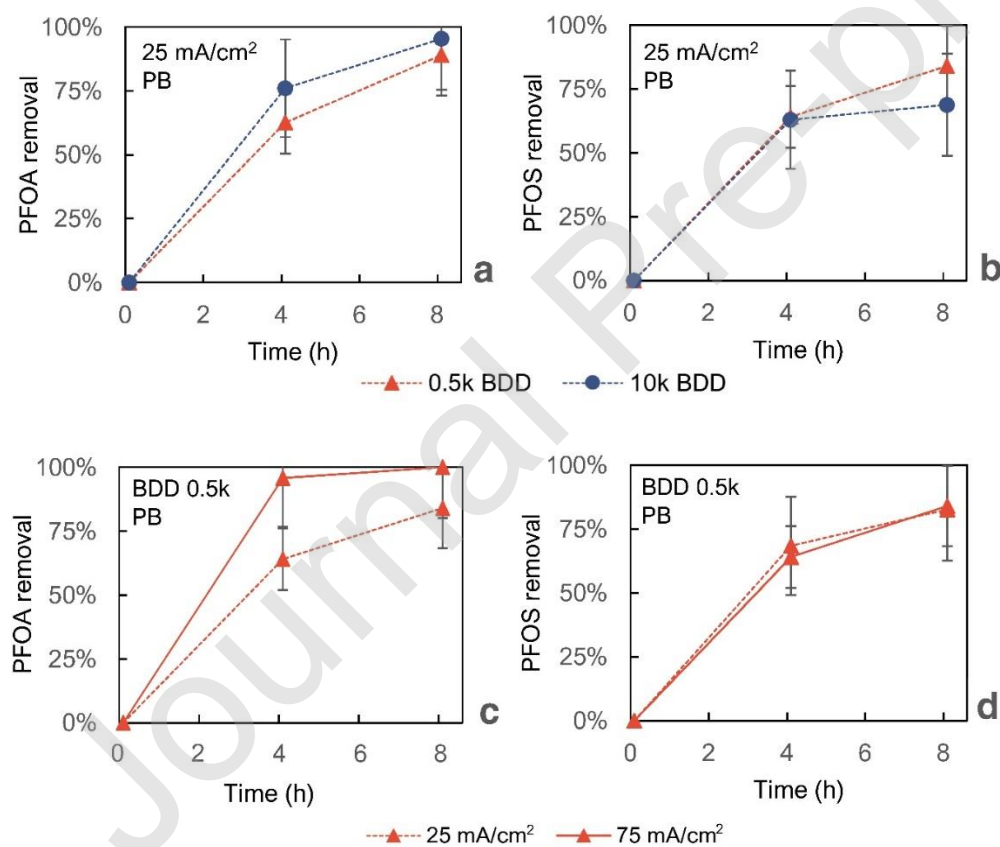 100%
75%
50%
25%
0%
PFOA removal
25 mA/cm²
PB
0 2 4 6 8
Time (h)
a
100%
75%
50%
25%
0%
PFOS removal
25 mA/cm²
PB
0 2 4 6 8
Time (h)
b
0.5k BDD 10k BDD
100%
75%
50%
25%
0%
PFOA removal
BDD 0.5k
PB
0 2 4 6 8
Time (h)
c
100%
75%
50%
25%
0%
PFOS removal
BDD 0.5k
PB
0 2 4 6 8
Time (h)
d
25 mA/cm² 75 mA/cm²
Journal Pre-p